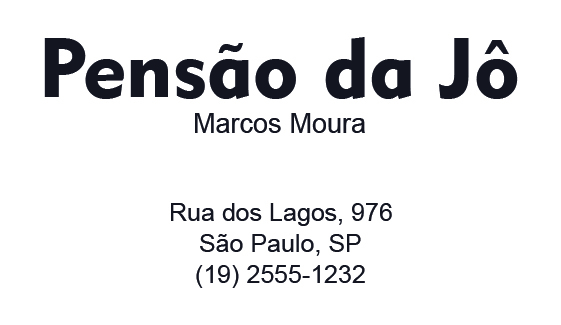 Pensão da Jô
Marcos Moura
Rua dos Lagos, 976
São Paulo, SP
(19) 2555-1232